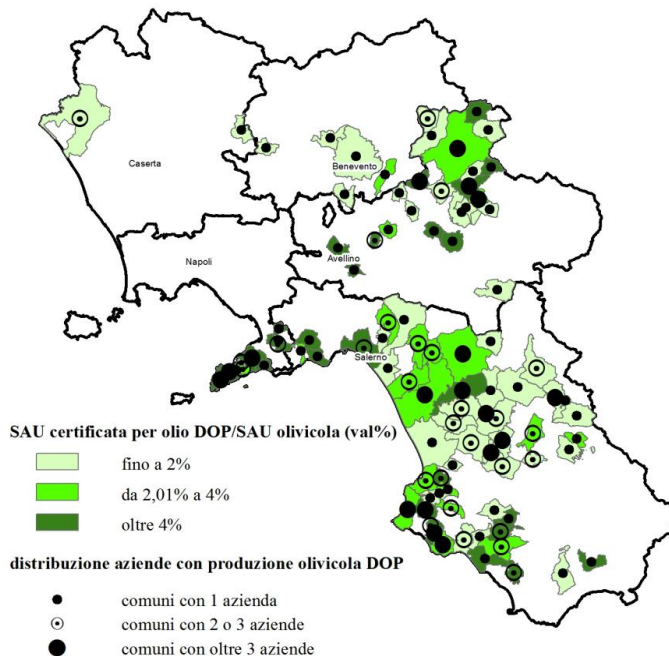 Caserta
Benevento
Napoli
Avellino
Salerno
SAU certificata per olio DOP/SAU olivicola (val%)
fino a 2%
da 2,01% a 4%
oltre 4%
distribuzione aziende con produzione olivicola DOP
comuni con 1 azienda
comuni con 2 o 3 aziende
comuni con oltre 3 aziende